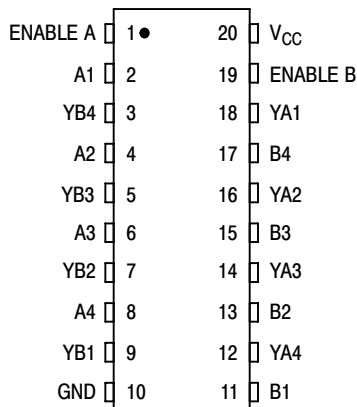 ENABLE A 1 20 VCC
A1 2 19 ENABLE B
YB4 3 18 YA1
A2 4 17 B4
YB3 5 16 YA2
A3 6 15 B3
YB2 7 14 YA3
A4 8 13 B2
YB1 9 12 YA4
GND 10 11 B1